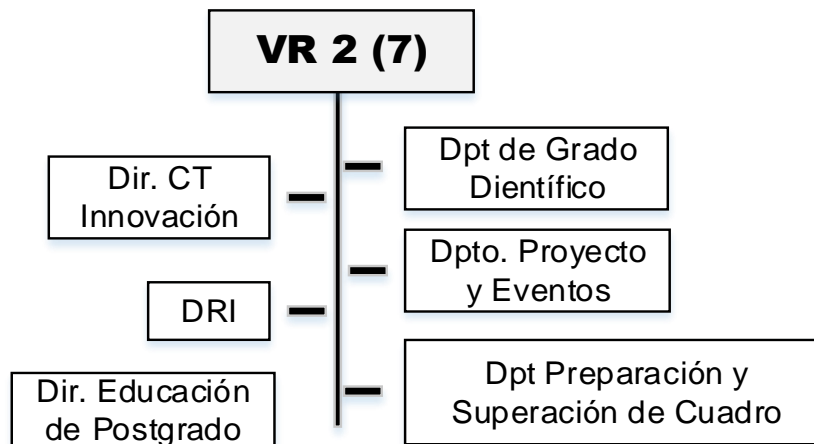 VR 2 (7)
Dir. CT
Innovación
DRI
Dir. Educación
de Postgrado
Dpt de Grado
Dientífico
Dpto. Proyecto
y Eventos
Dpt Preparación y
Superación de Cuadro